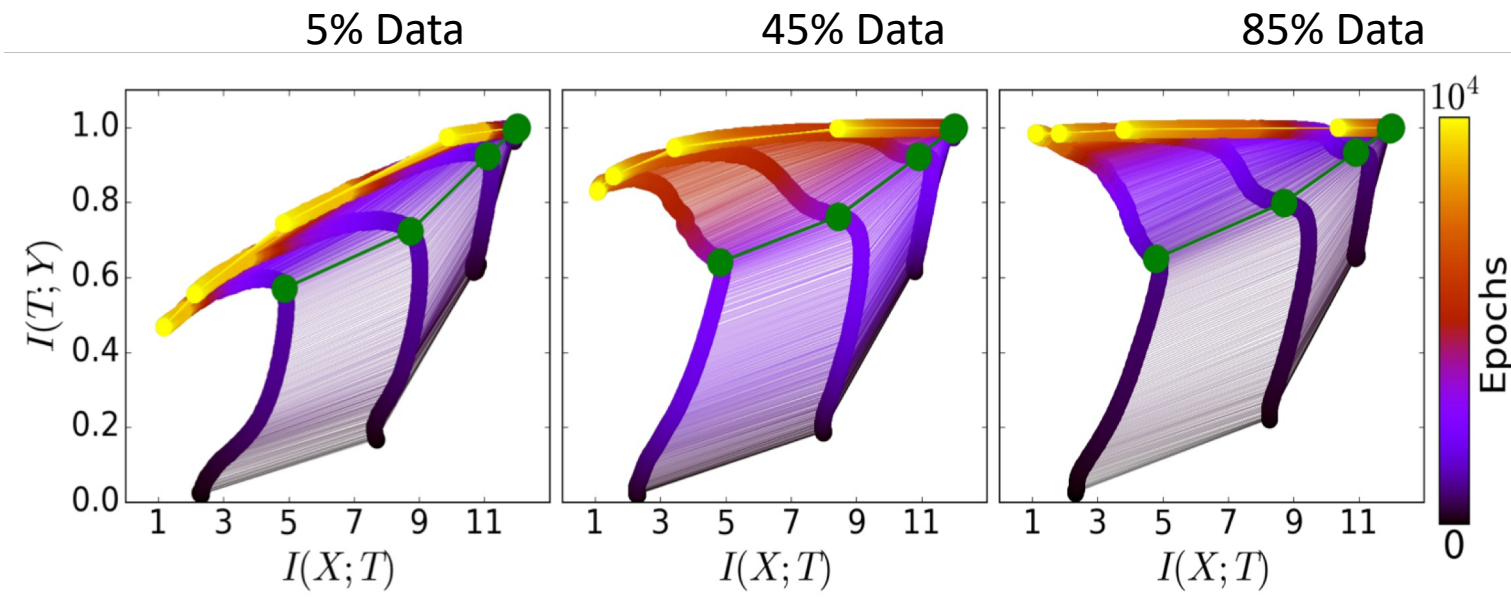 5% Data 45% Data 85% Data
10^4
1.0
0.8
0.6
0.4
0.2
0.0
I(T;Y)
1 3 5 7 9 11
1 3 5 7 9 11
1 3 5 7 9 11
0
Epochs
I(X;T) I(X;T) I(X;T)